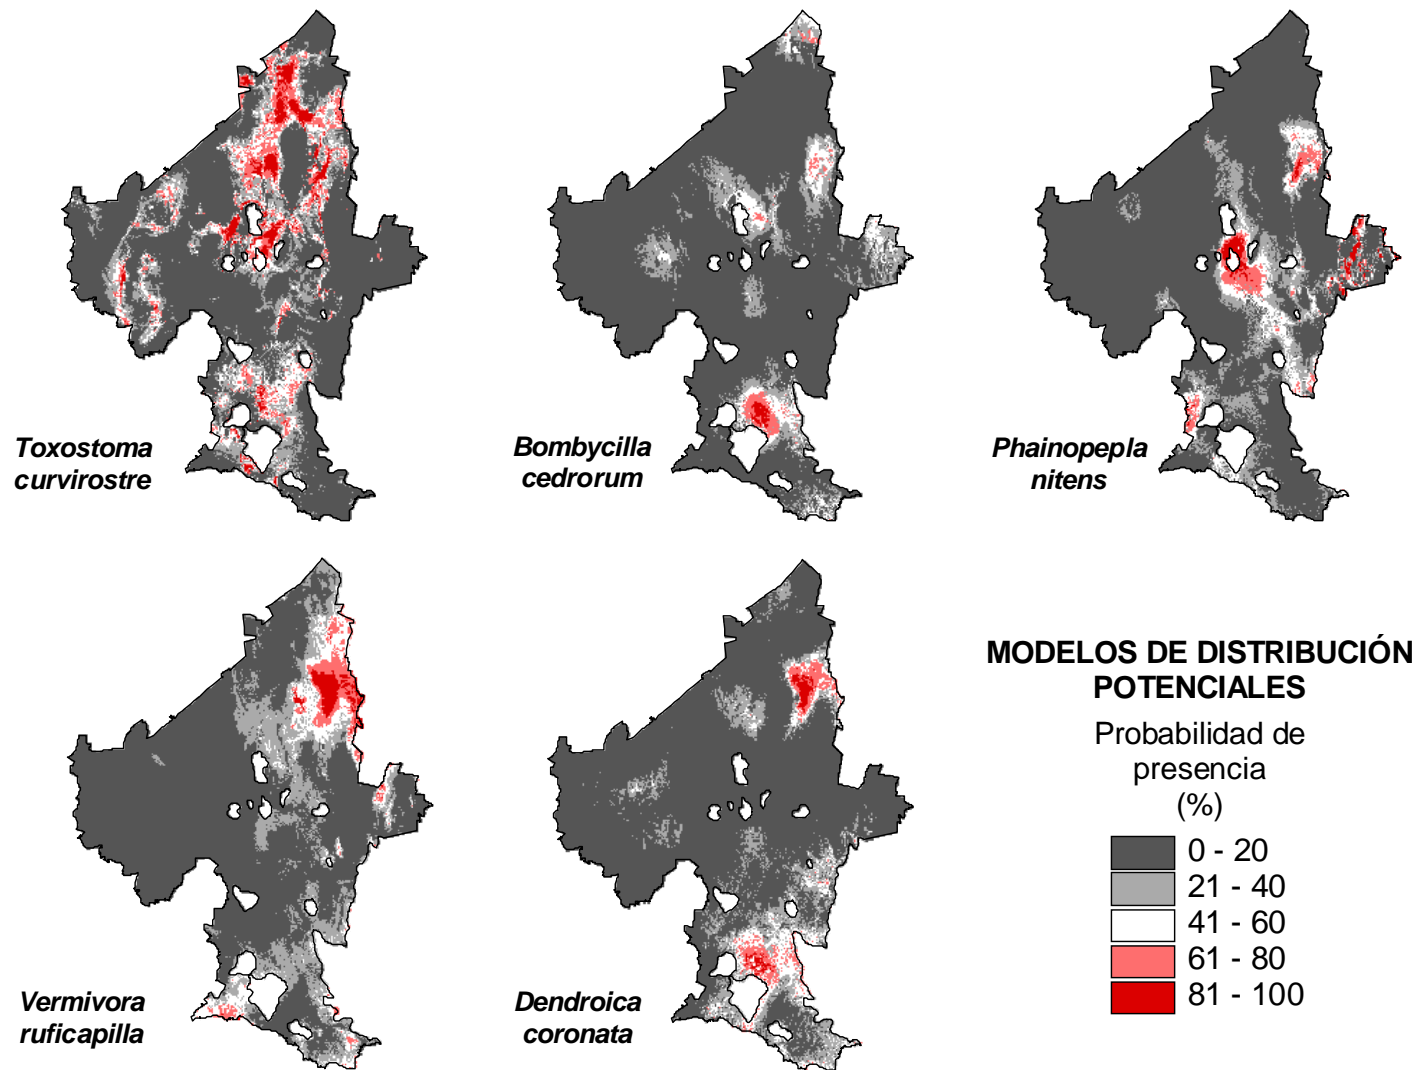 Toxostoma
curvirostre
Bombycilla
cedrorum
Phainopepla
nitens
Vermivora
ruficapilla
Dendroica
coronata
MODELOS DE DISTRIBUCIÓN
POTENCIALES
Probabilidad de
presencia
(%)
0 - 20
21 - 40
41 - 60
61 - 80
81 - 100